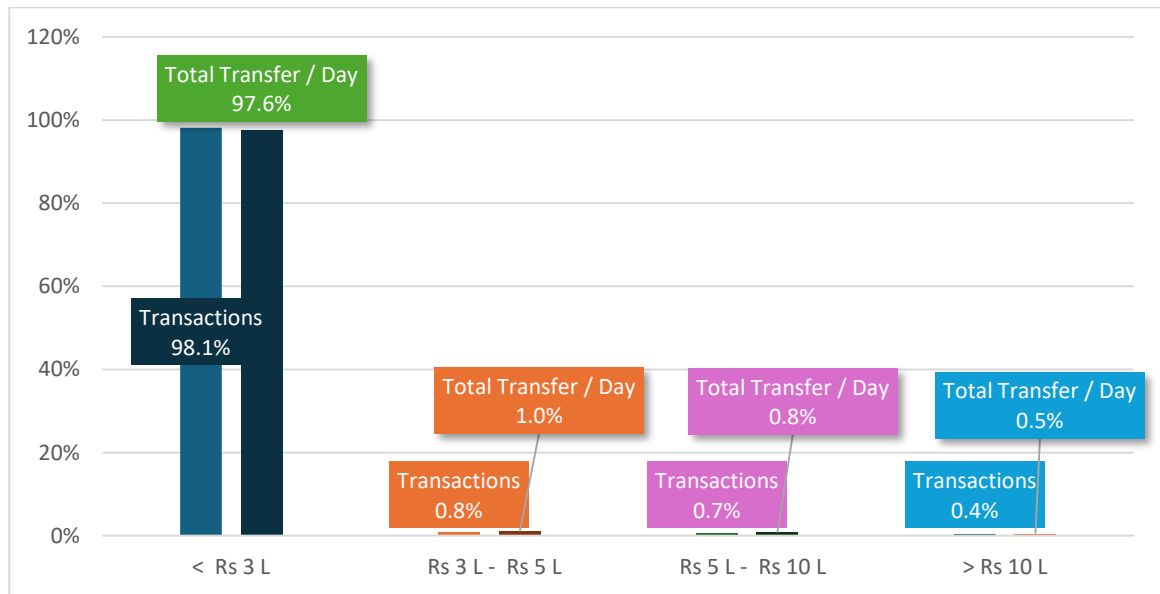 120%
100%
80%
60%
40%
20%
0%
Total Transfer / Day
97.6%
Transactions
98.1%
Total Transfer / Day
1.0%
Transactions
0.8%
Total Transfer / Day
0.8%
Transactions
0.7%
Total Transfer / Day
0.5%
Transactions
0.4%
< Rs 3 L
Rs 3 L - Rs 5 L
Rs 5 L - Rs 10 L
> Rs 10 L